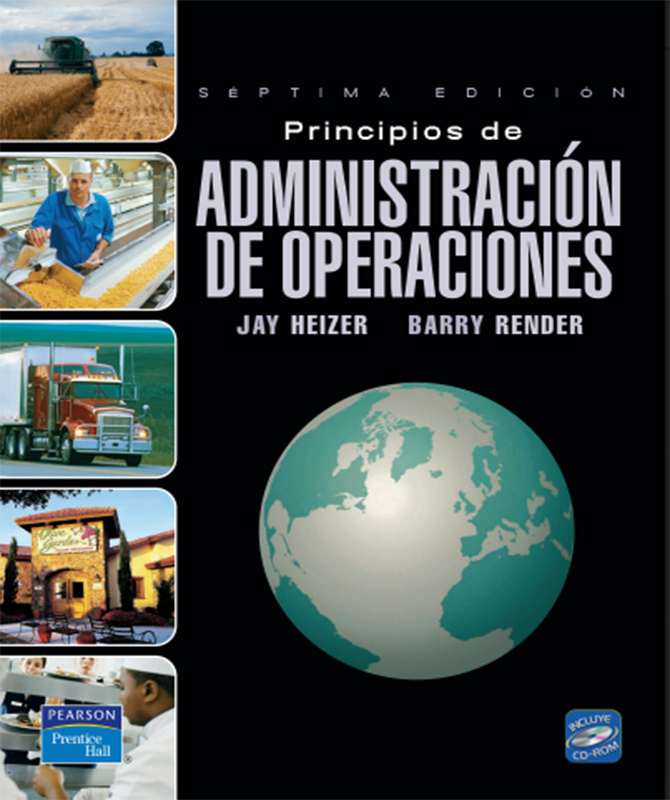 SÉPTIMA EDICIÓN
Principios de
ADMINISTRACIÓN
DE OPERACIONES
JAY HEIZER BARRY RENDER
Olive
Garden
PEARSON
Prentice
Hall
®
INCLUYE
CD-ROM